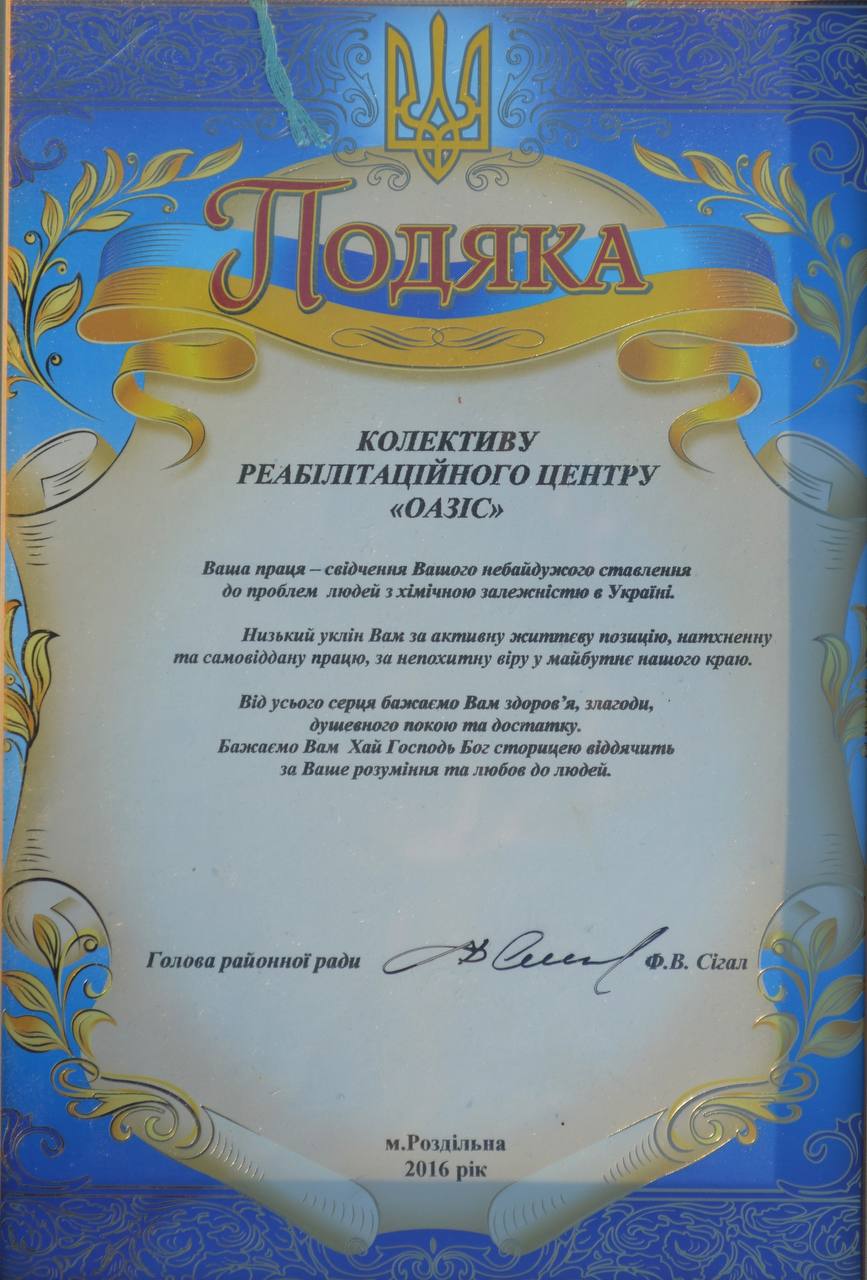 ПОДЯКА
КОЛЕКТИВУ
РЕАБІЛІТАЦІЙНОГО ЦЕНТРУ
«ОАЗІС»
Ваша праця – свідчення Вашого небайдужого ставлення
до проблем людей з хімічною залежністю в Україні.
Низький уклін Вам за активну життєву позицію, натхненну
та самовіддану працю, за непохитну віру у майбутнє нашого краю.
Від усього серця бажаємо Вам здоров’я, злагоди,
душевного покою та достатку.
Бажаємо Вам Хай Господь Бог сторицею віддячить
за Ваше розуміння та любов до людей.
Голова районної ради Ф.В. Сігал
м.Роздільна
2016 рік